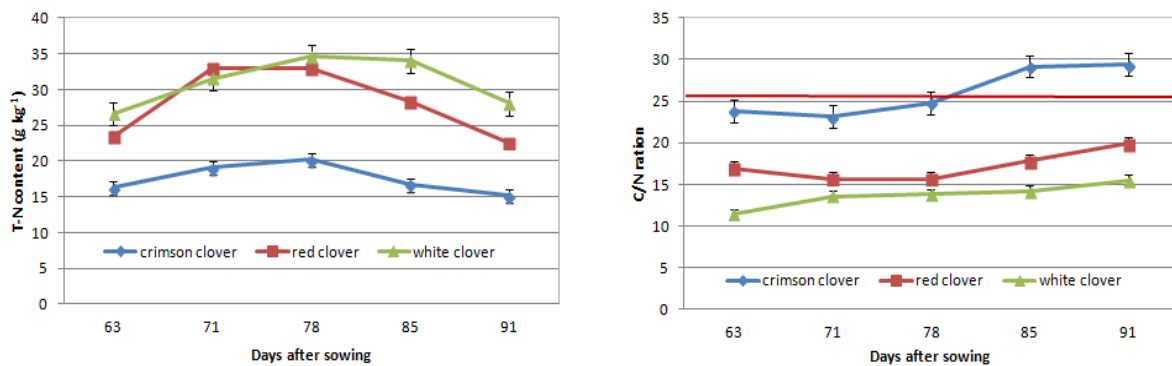 40
35
30
25
20
15
10
5
0
T-N content (g kg⁻¹)
crimson clover red clover white clover
63 71 78 85 91
Days after sowing
35
30
25
20
15
10
5
0
C/N ration
crimson clover red clover white clover
63 71 78 85 91
Days after sowing